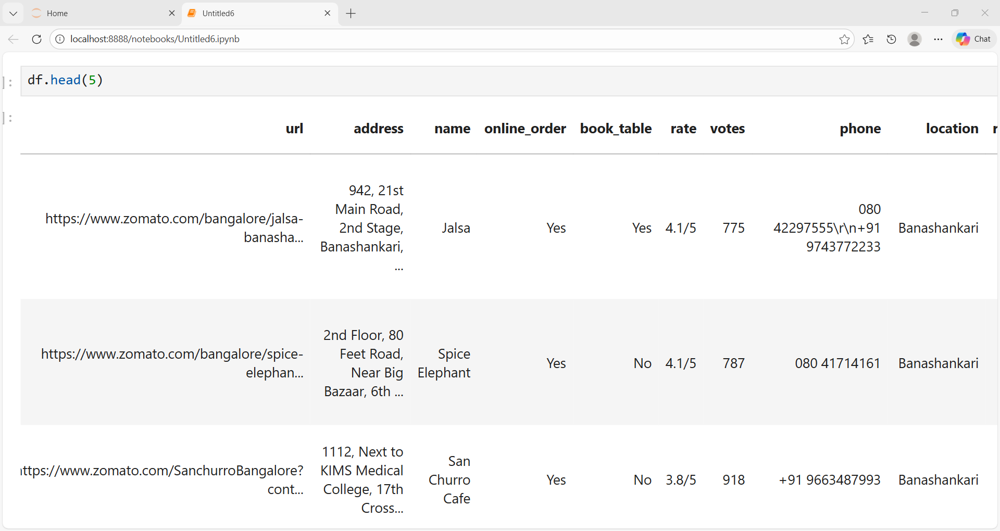 Home
Untitled6
localhost:8888/notebooks/Untitled6.ipynb
Chat
]:
df.head(5)
]:
url address name online_order book_table rate votes phone location r
942, 21st
Main Road,
https://www.zomato.com/bangalore/jalsa-
banasha...
2nd Stage,
Banashankari,
...
Jalsa
Yes
Yes
4.1/5
775
080
42297555\r\n+91
9743772233
Banashankari
https://www.zomato.com/bangalore/spice-
elephan...
2nd Floor, 80
Feet Road,
Near Big
Bazaar, 6th ...
Spice
Elephant
Yes
No
4.1/5
787
080 41714161
Banashankari
ttps://www.zomato.com/SanchurroBangalore?
cont...
1112, Next to
KIMS Medical
College, 17th
Cross...
San
Churro
Cafe
Yes
No
3.8/5
918
+91 9663487993
Banashankari